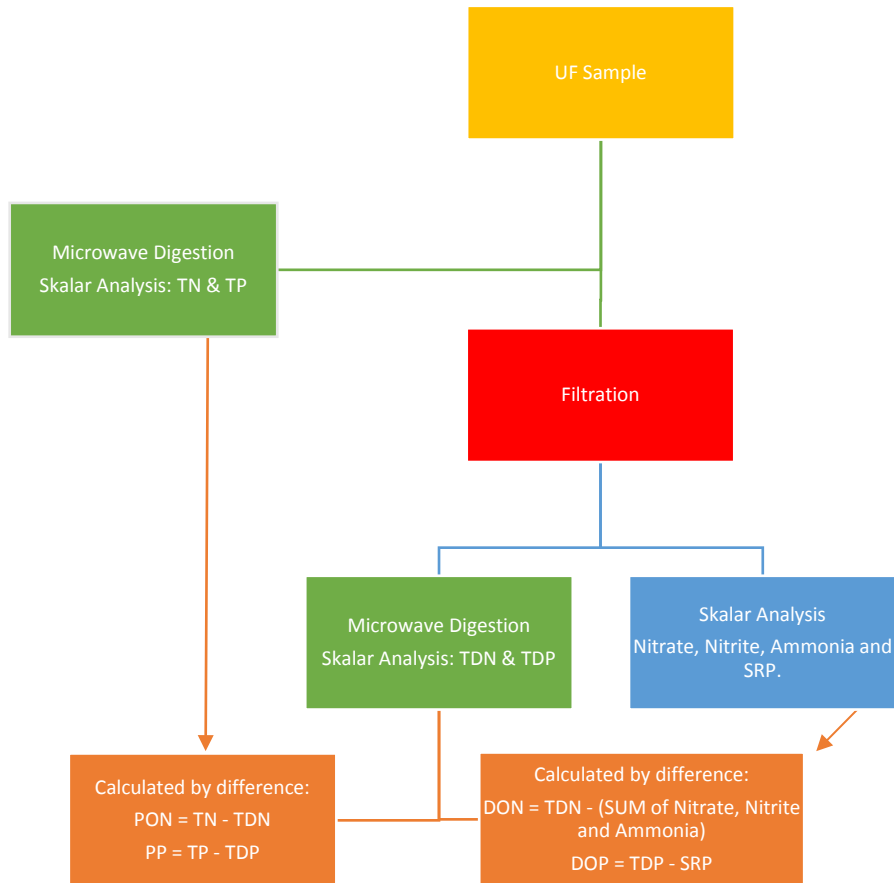 UF Sample
Microwave Digestion
Skalar Analysis: TN & TP
Filtration
Microwave Digestion
Skalar Analysis: TDN & TDP
Skalar Analysis
Nitrate, Nitrite, Ammonia and
SRP.
Calculated by difference:
PON = TN - TDN
PP = TP - TDP
Calculated by difference:
DON = TDN - (SUM of Nitrate, Nitrite
and Ammonia)
DOP = TDP - SRP